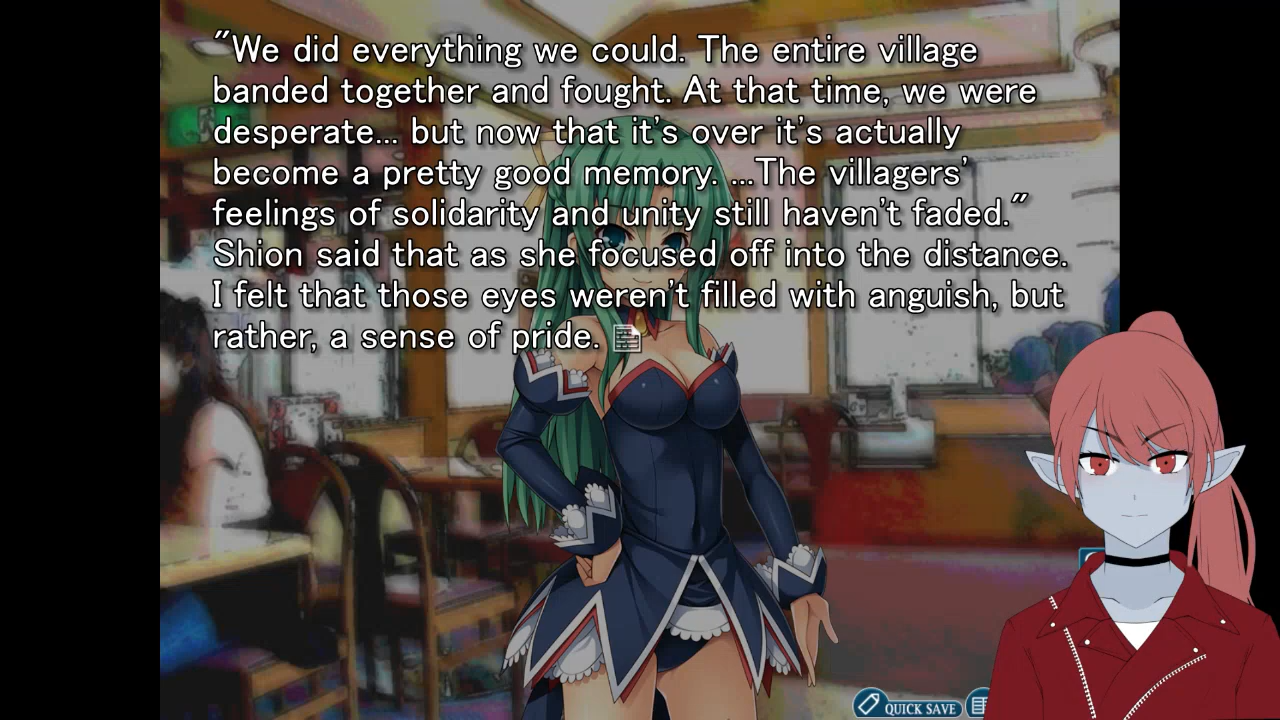 "We did everything we could. The entire village
banded together and fought. At that time, we were
desperate... but now that it's over it's actually
become a pretty good memory. ...The villagers'
feelings of solidarity and unity still haven't faded."
Shion said that as she focused off into the distance.
I felt that those eyes weren't filled with anguish, but
rather, a sense of pride.
QUICK SAVE